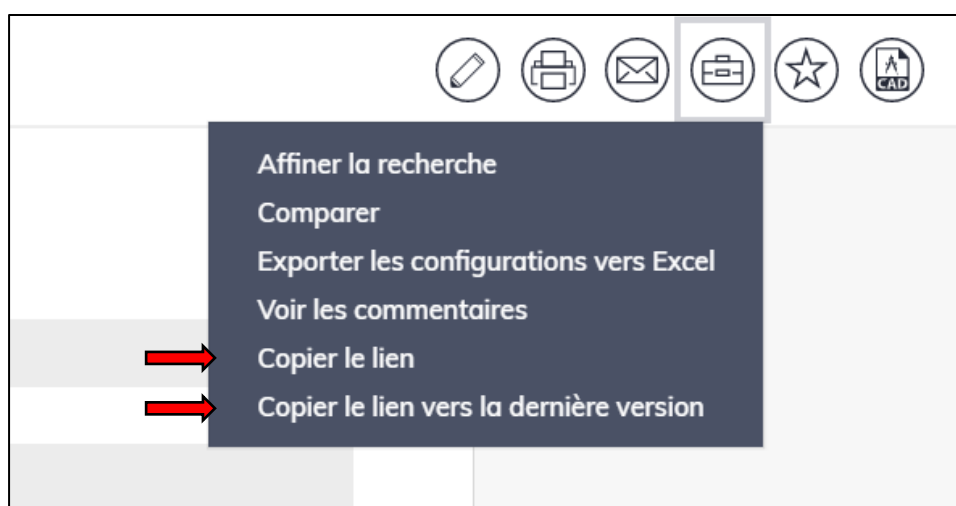 CAD
Affiner la recherche
Comparer
Exporter les configurations vers Excel
Voir les commentaires
Copier le lien
Copier le lien vers la dernière version